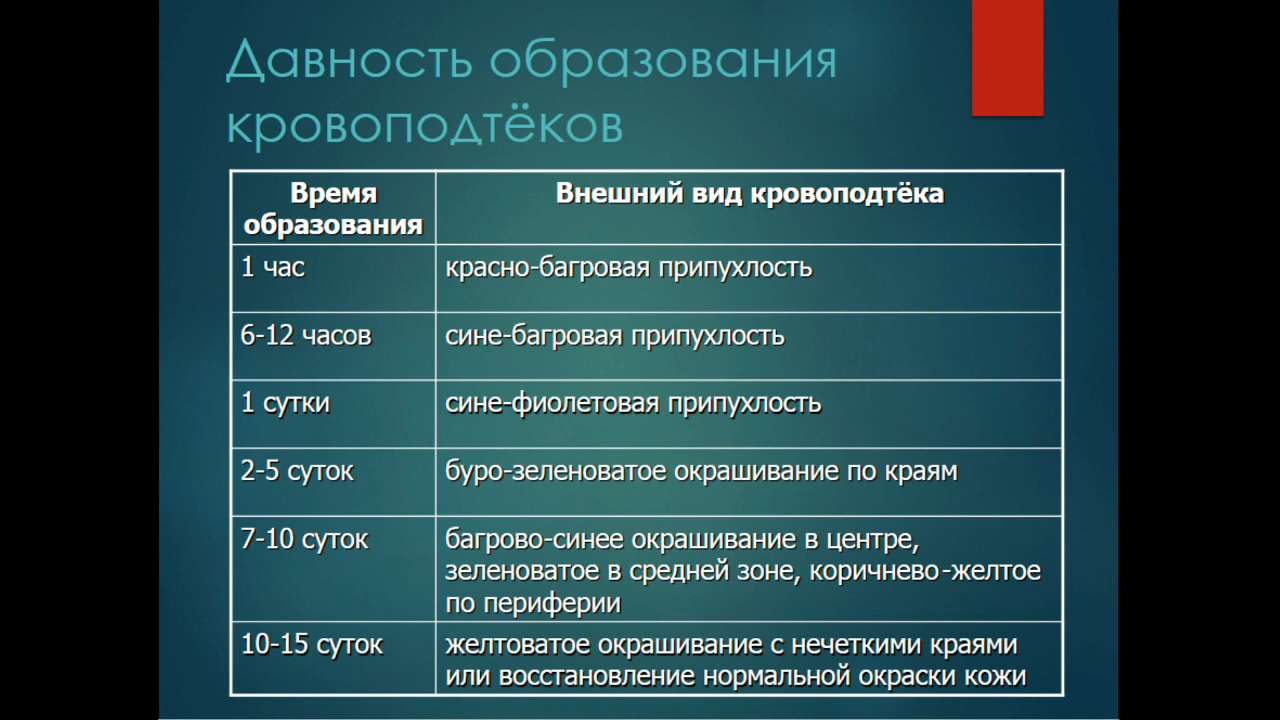 Давность образования
кровоподтёков
Время
образования
Внешний вид кровоподтёка
1 час
красно-багровая припухлость
6-12 часов
сине-багровая припухлость
1 сутки
сине-фиолетовая припухлость
2-5 суток
буро-зеленоватое окрашивание по краям
7-10 суток
багрово-синее окрашивание в центре,
зеленоватое в средней зоне, коричнево-желтое
по периферии
10-15 суток
желтоватое окрашивание с нечеткими краями
или восстановление нормальной окраски кожи